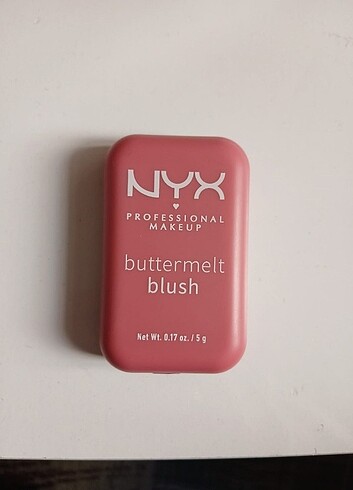 NYX
PROFESSIONAL
MAKEUP
buttermelt
blush
Net Wt. 0.17 oz. / 5 g